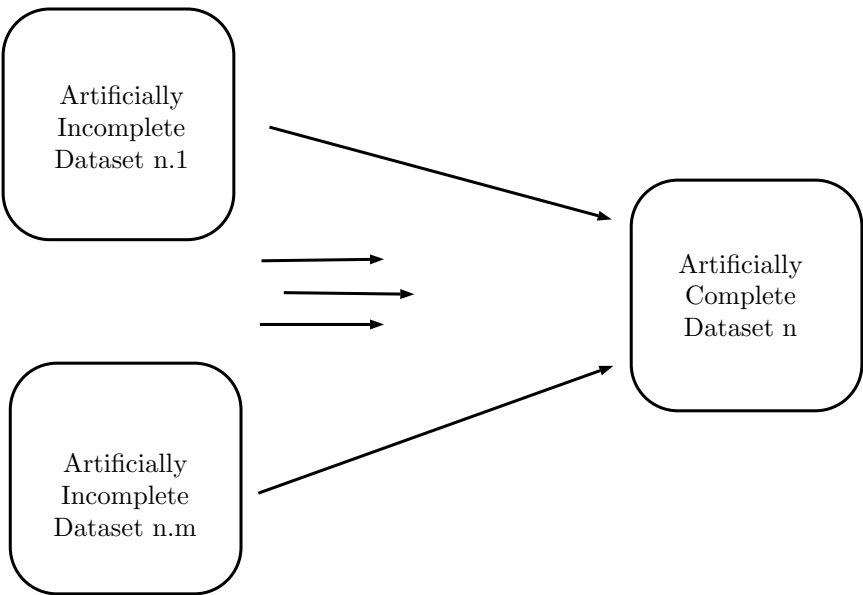 Artificially
Incomplete
Dataset n.1
Artificially
Complete
Dataset n
Artificially
Incomplete
Dataset n.m